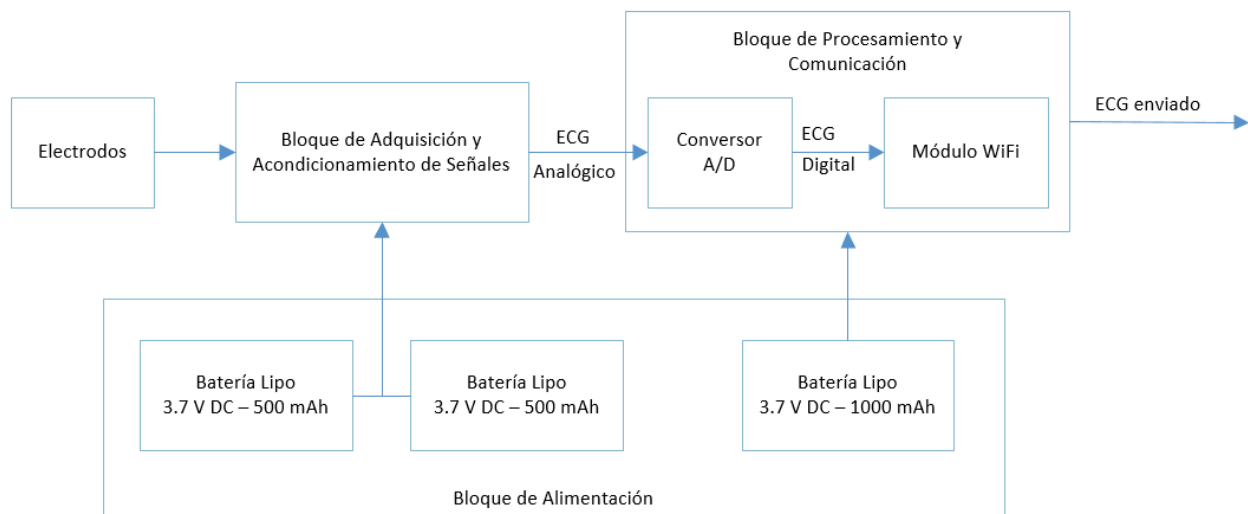 Bloque de Procesamiento y
Comunicación
ECG enviado
Electrodos
Bloque de Adquisición y
Acondicionamiento de Señales
ECG
Analógico
Conversor
A/D
ECG
Digital
Módulo WiFi
Batería Lipo
3.7 V DC – 500 mAh
Batería Lipo
3.7 V DC – 500 mAh
Batería Lipo
3.7 V DC – 1000 mAh
Bloque de Alimentación